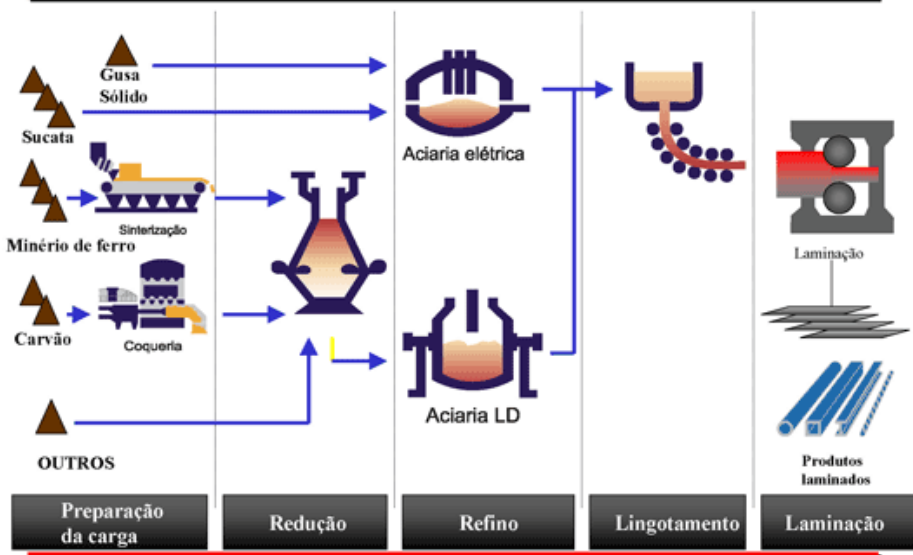 Gusa
Sólido
Sucata
Aciaria elétrica
Sinterização
Minério de ferro
Laminação
Carvão
Coqueria
Aciaria LD
OUTROS
Produtos
laminados
Preparação
da carga
Redução
Refino
Lingotamento
Laminação